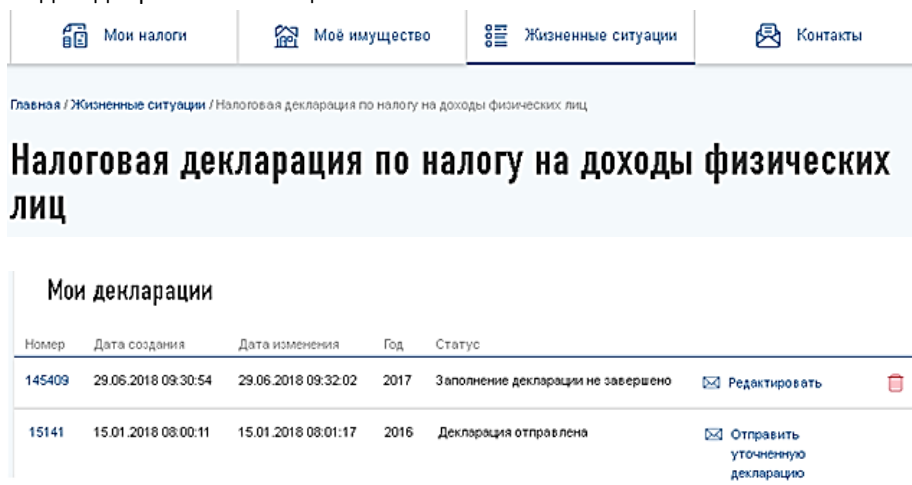 Мои налоги Моё имущество Жизненные ситуации Контакты
Главная / Жизненные ситуации / Налоговая декларация по налогу на доходы физических лиц
Налоговая декларация по налогу на доходы физических
лиц
Мои декларации
Номер Дата создания Дата изменения Год Статус
145409 29.06.2018 09:30:54 29.06.2018 09:32:02 2017 Заполнение декларации не завершено Редактировать
15141 15.01.2018 08:00:11 15.01.2018 08:01:17 2016 Декларация отправлена Отправить
уточненную
декларацию